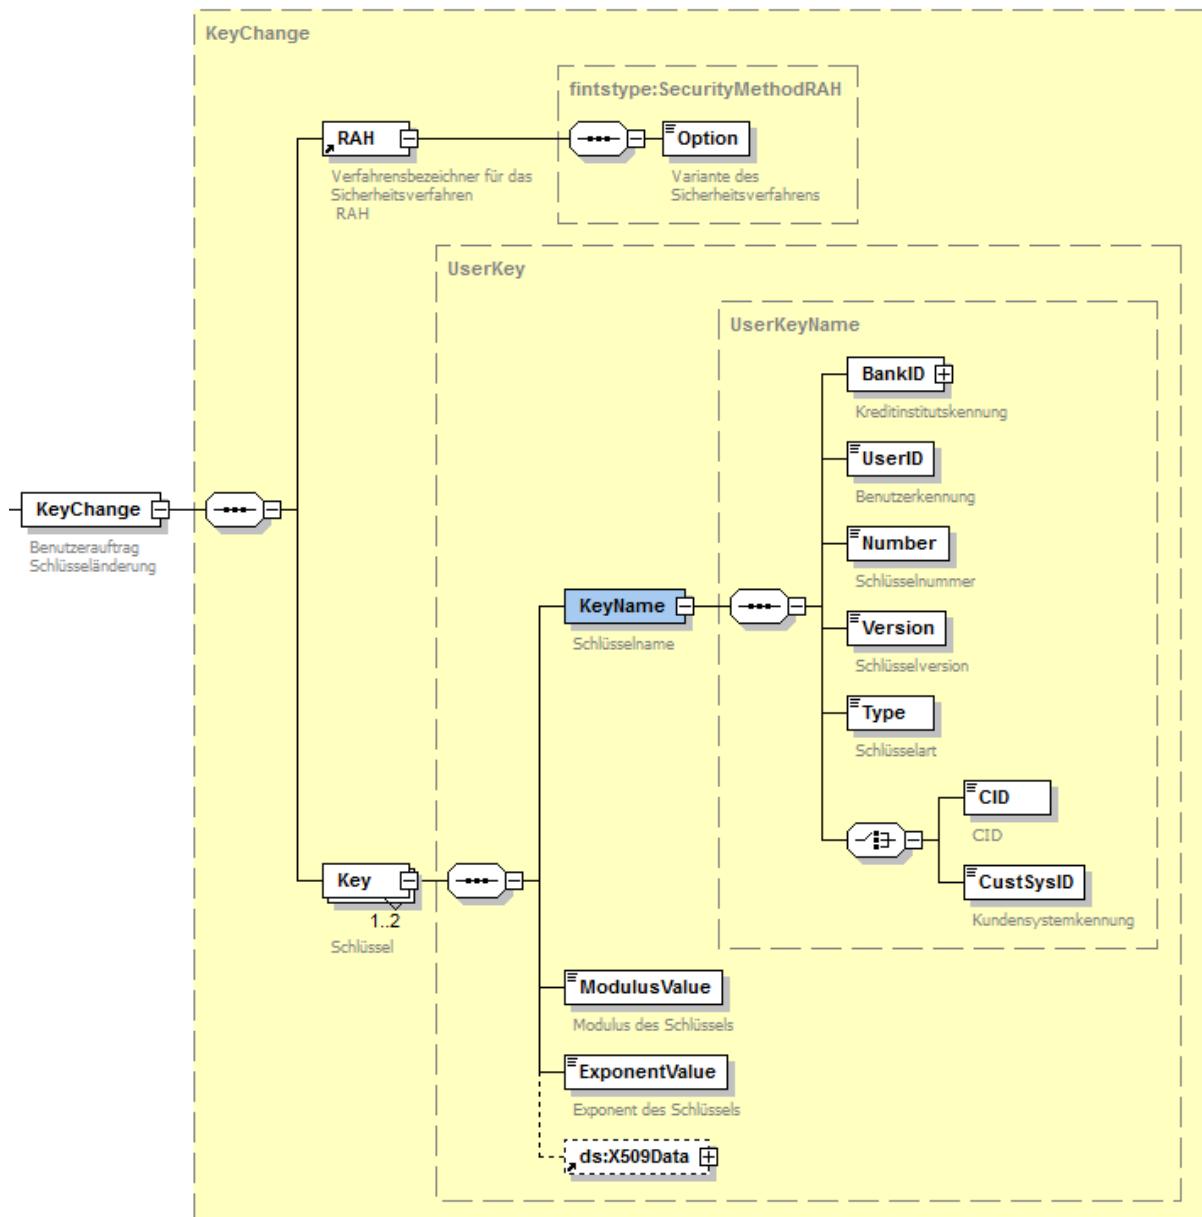 KeyChange
fintstype:SecurityMethodRAH
RAH
Option
Verfahrensbezeichner für das
Sicherheitsverfahren
RAH
Variante des
Sicherheitsverfahrens
UserKey
UserKeyName
BankID
Kreditinstitutskennung
UserID
Benutzerkennung
KeyChange
Benutzerauftrag
Schlüsseländerung
Number
Schlüsselnummer
KeyName
Schlüsselname
Version
Schlüsselversion
Type
Schlüsselart
CID
CID
Key
1..2
Schlüssel
CustSysID
Kundensystemkennung
ModulusValue
Modulus des Schlüssels
ExponentValue
Exponent des Schlüssels
ds:X509Data